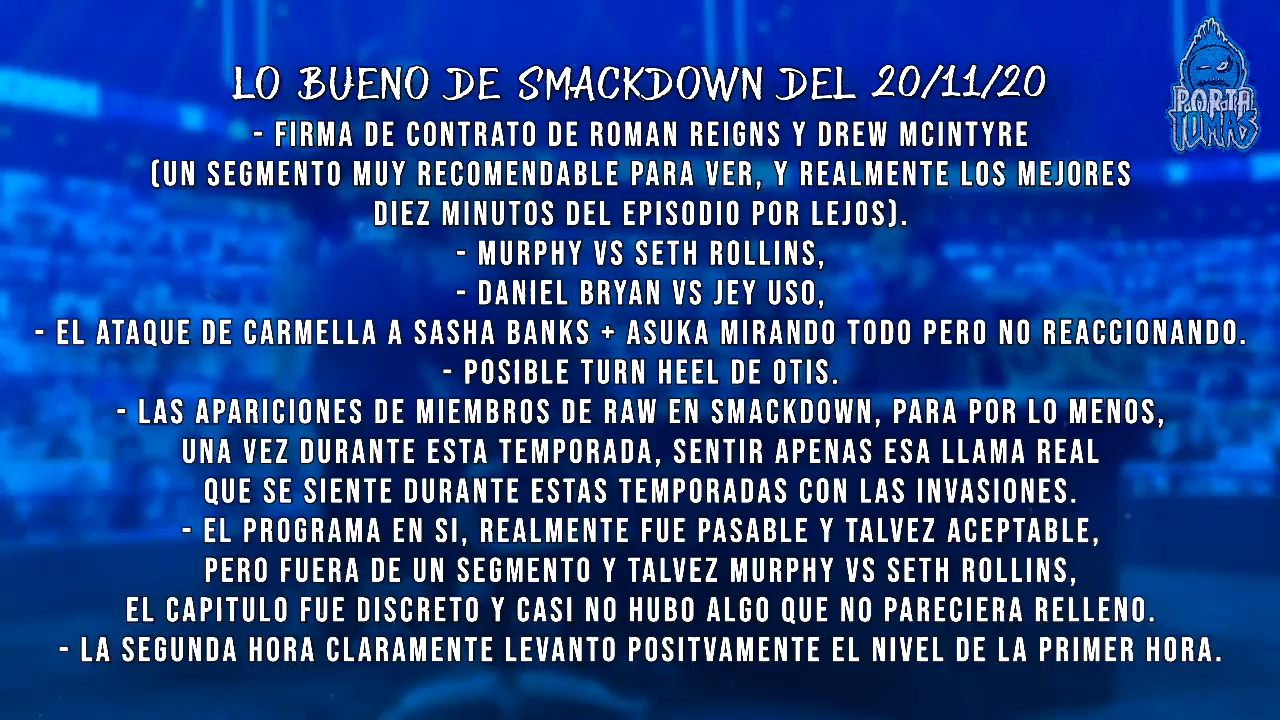 LO BUENO DE SMACKDOWN DEL 20/11/20
PORTA
TOMAS
- FIRMA DE CONTRATO DE ROMAN REIGNS Y DREW MCINTYRE
(UN SEGMENTO MUY RECOMENDABLE PARA VER, Y REALMENTE LOS MEJORES
DIEZ MINUTOS DEL EPISODIO POR LEJOS).
- MURPHY VS SETH ROLLINS,
- DANIEL BRYAN VS JEY USO,
- EL ATAQUE DE CARMELLA A SASHA BANKS + ASUKA MIRANDO TODO PERO NO REACCIONANDO.
- POSIBLE TURN HEEL DE OTIS.
- LAS APARICIONES DE MIEMBROS DE RAW EN SMACKDOWN, PARA POR LO MENOS,
UNA VEZ DURANTE ESTA TEMPORADA, SENTIR APENAS ESA LLAMA REAL
QUE SE SIENTE DURANTE ESTAS TEMPORADAS CON LAS INVASIONES.
- EL PROGRAMA EN SI, REALMENTE FUE PASABLE Y TALVEZ ACEPTABLE,
PERO FUERA DE UN SEGMENTO Y TALVEZ MURPHY VS SETH ROLLINS,
EL CAPITULO FUE DISCRETO Y CASI NO HUBO ALGO QUE NO PARECIERA RELLENO.
- LA SEGUNDA HORA CLARAMENTE LEVANTO POSITVAMENTE EL NIVEL DE LA PRIMER HORA.